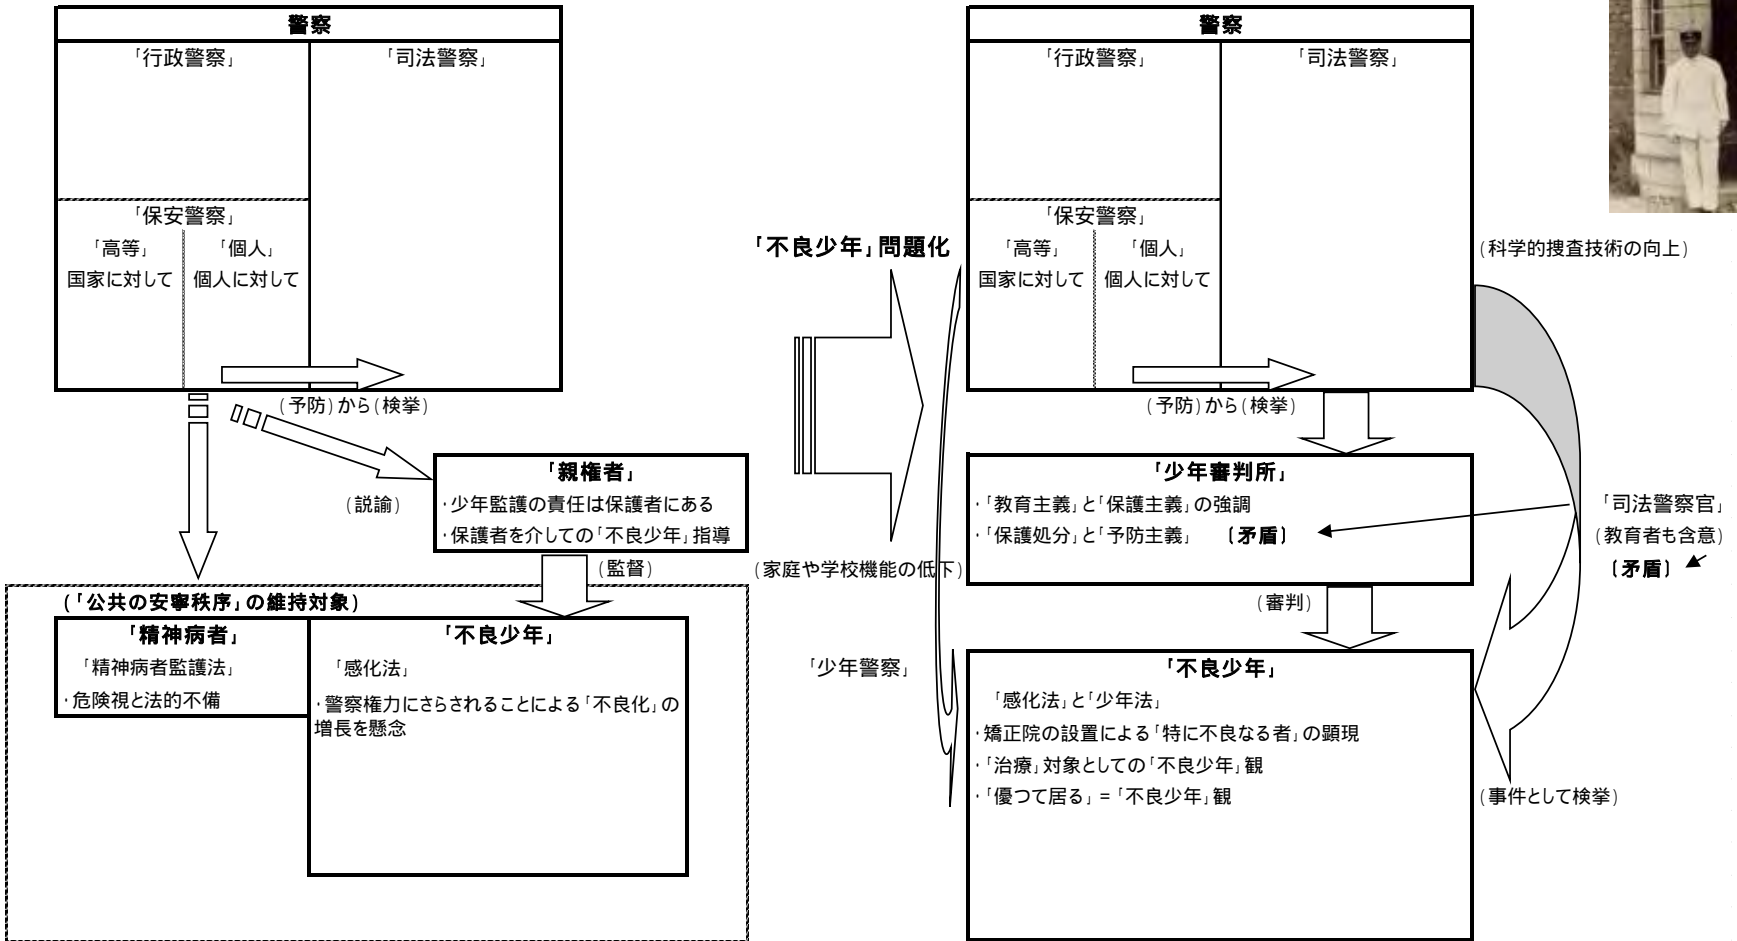 警察
「行政警察」
「司法警察」
「保安警察」
「高等」
国家に対して
「個人」
個人に対して
(予防)から(検挙)
(説諭)
「親権者」
・少年監護の責任は保護者にある
・保護者を介しての「不良少年」指導
(監督)
(「公共の安寧秩序」の維持対象)
「精神病者」
「精神病者監護法」
・危険視と法的不備
「不良少年」
「感化法」
・警察権力にさらされることによる「不良化」の
増長を懸念
「不良少年」問題化
(家庭や学校機能の低下)
「少年警察」
警察
「行政警察」
「司法警察」
「保安警察」
「高等」
国家に対して
「個人」
個人に対して
(予防)から(検挙)
(科学的捜査技術の向上)
「少年審判所」
・「教育主義」と「保護主義」の強調
・「保護処分」と「予防主義」 〔矛盾〕
「司法警察官」
(教育者も含意)
〔矛盾〕
(審判)
「不良少年」
「感化法」と「少年法」
・矯正院の設置による「特に不良なる者」の顕現
・「治療」対象としての「不良少年」観
・「優つて居る」=「不良少年」観
(事件として検挙)